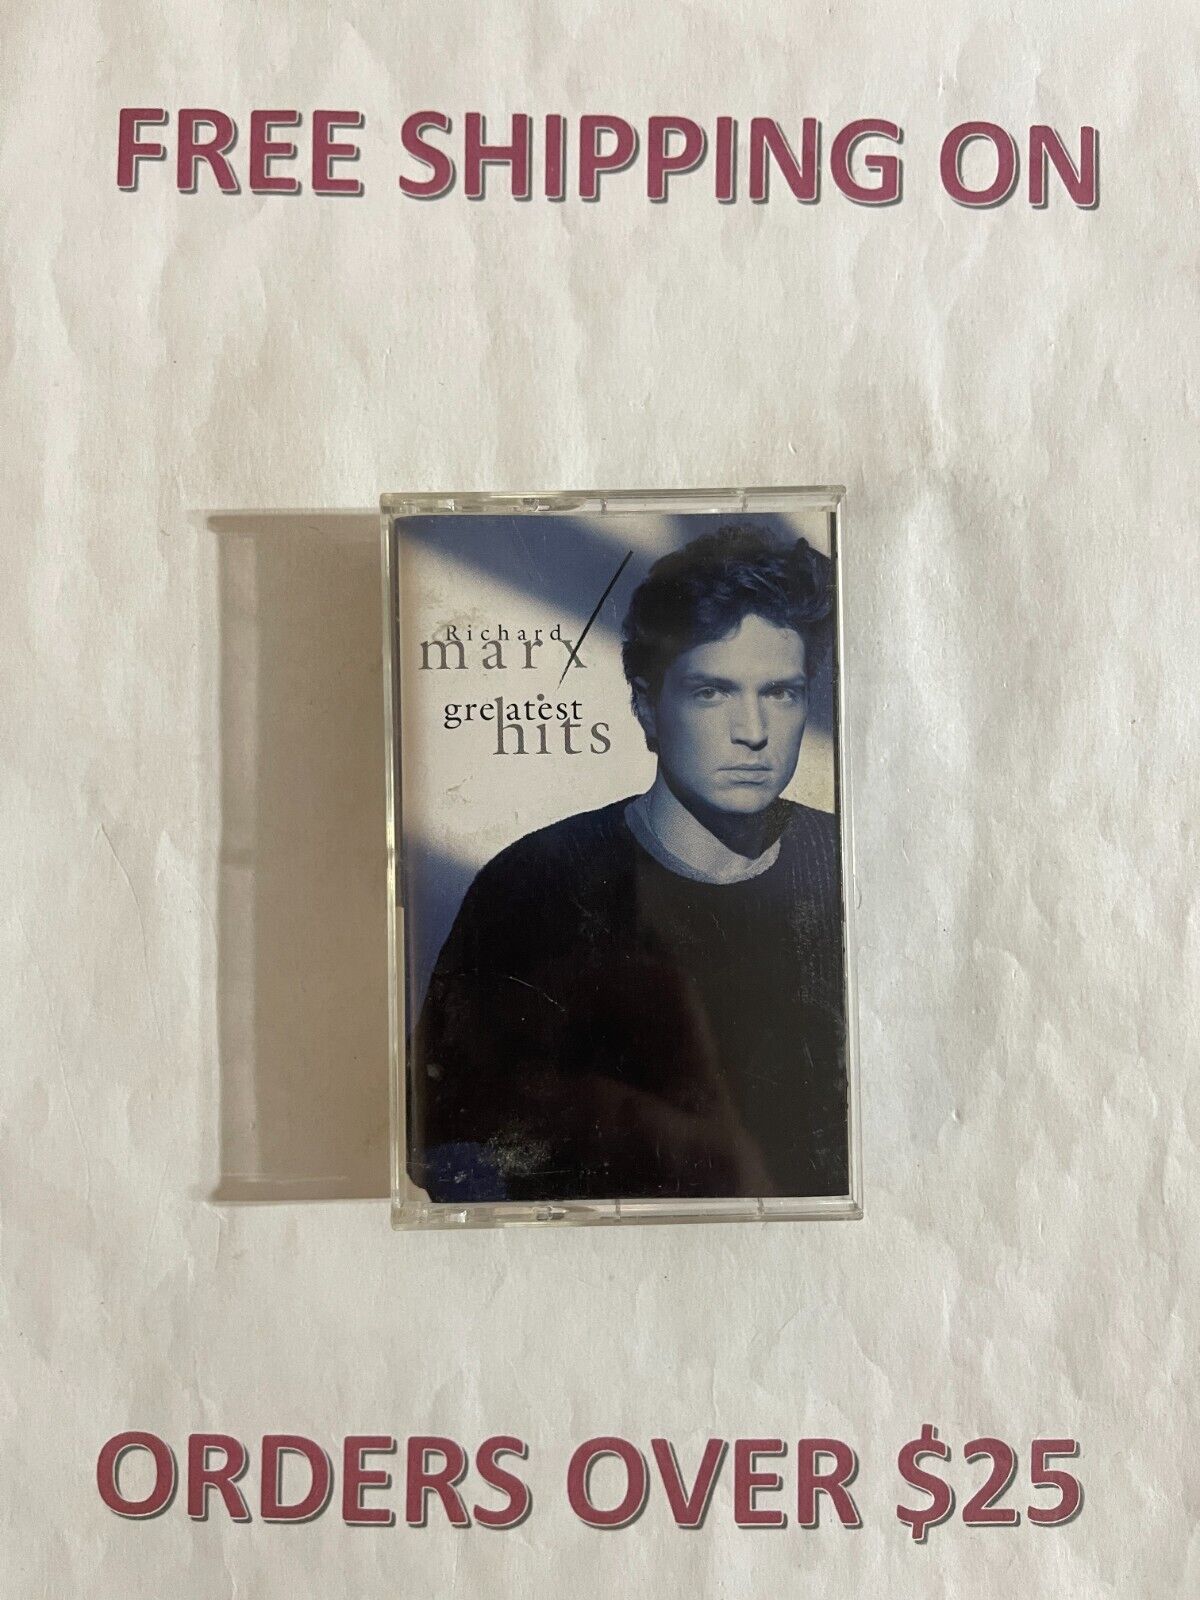 FREE SHIPPING ON
Richard
marx
greatest
hits
ORDERS OVER $25